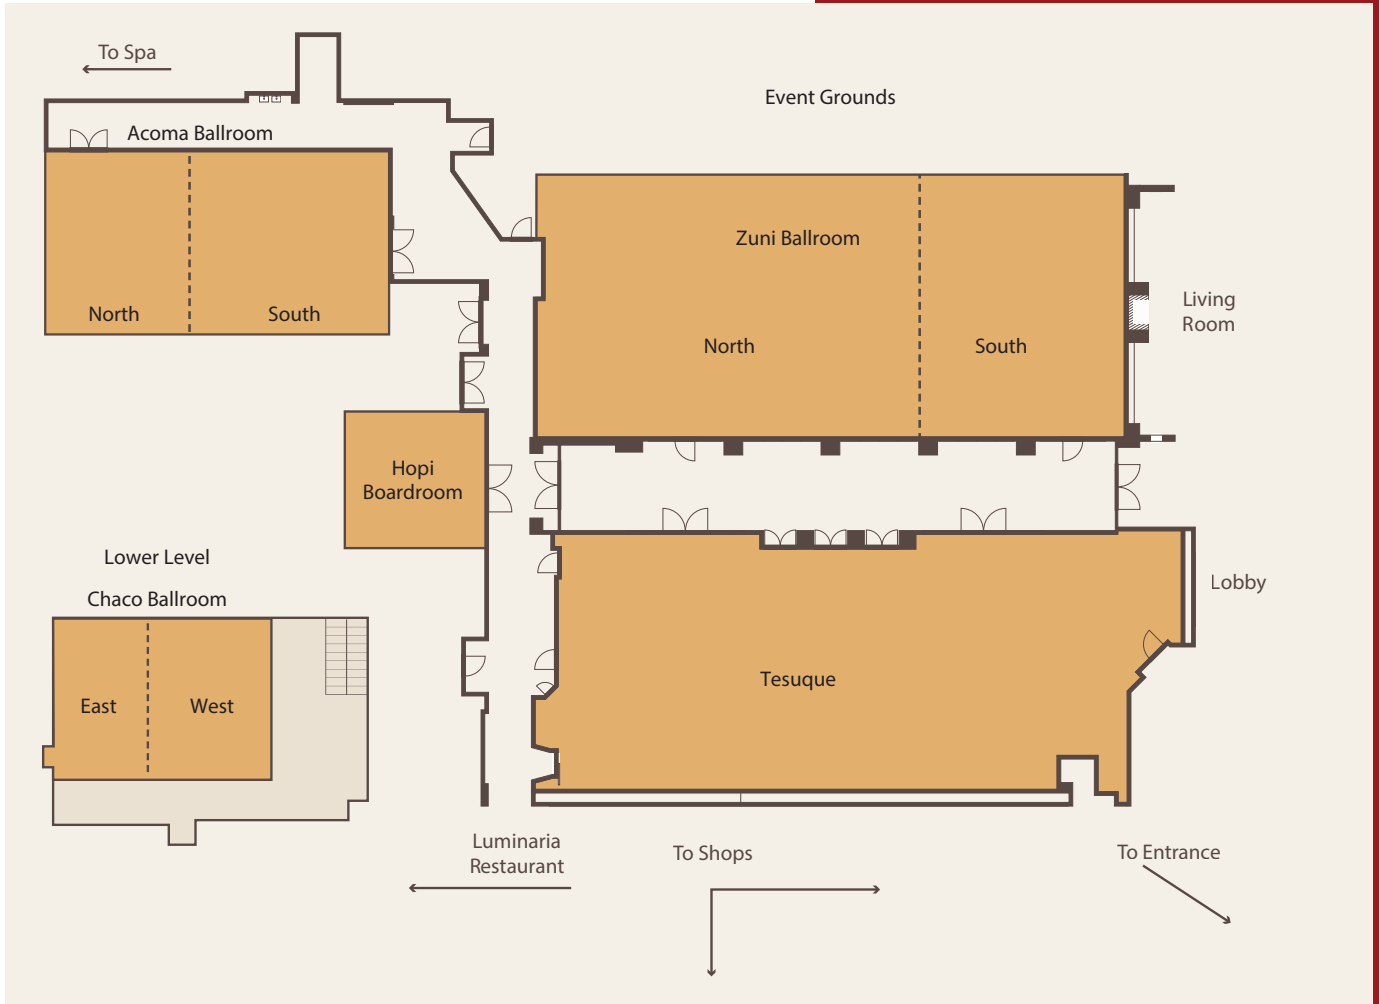 To Spa
Event Grounds
Acoma Ballroom
North
South
Zuni Ballroom
North
South
Living
Room
Hopi
Boardroom
Lower Level
Chaco Ballroom
East
West
Lobby
Tesuque
Luminaria
Restaurant
To Shops
To Entrance